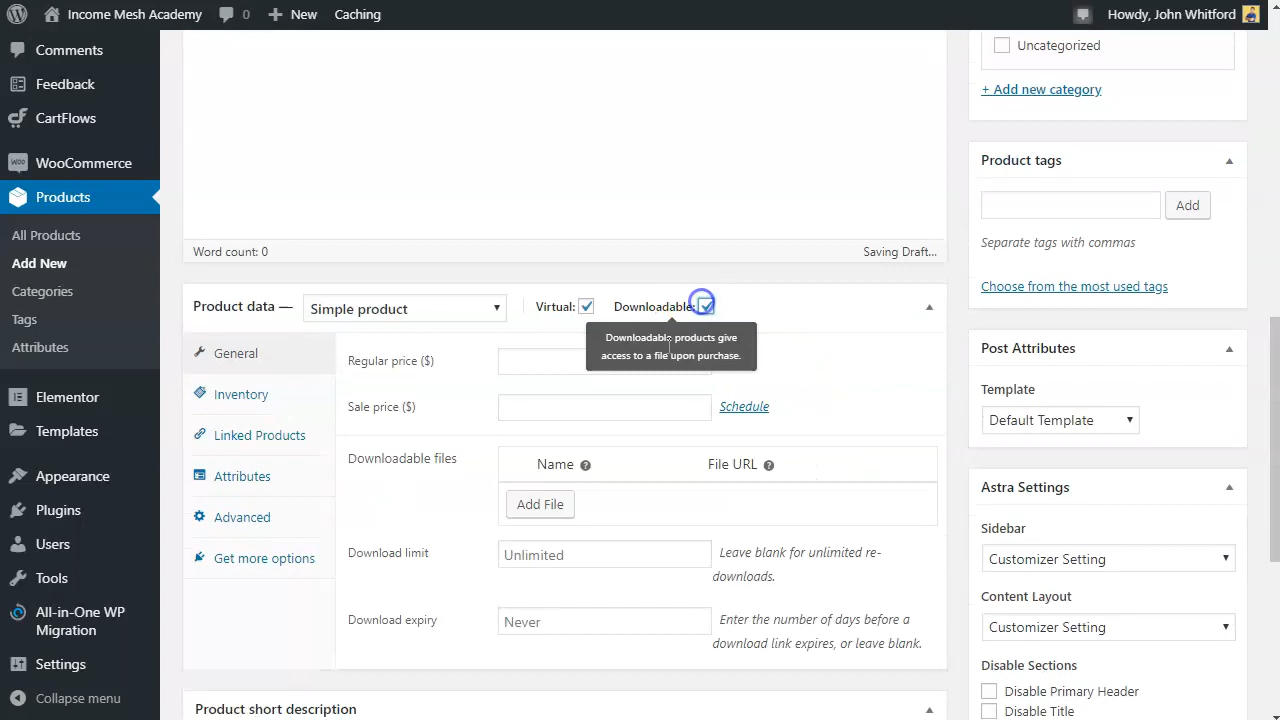 Income Mesh Academy
0
New
Caching
Howdy, John Whitford
Comments
Feedback
CartFlows
WooCommerce
Products
All Products
Add New
Categories
Tags
Attributes
Elementor
Templates
Appearance
Plugins
Users
Tools
All-in-One WP
Migration
Settings
Collapse menu
Word count: 0
Saving Draft...
Product data —
Simple product
Virtual:
Downloadable:
Downloadable products give
access to a file upon purchase.
General
Inventory
Linked Products
Attributes
Advanced
Get more options
Regular price ($)
Sale price ($)
Schedule
Downloadable files
Name
File URL
Add File
Download limit
Unlimited
Leave blank for unlimited re-
downloads.
Download expiry
Never
Enter the number of days before a
download link expires, or leave blank.
Product short description
Uncategorized
+ Add new category
Product tags
Add
Separate tags with commas
Choose from the most used tags
Post Attributes
Template
Default Template
Astra Settings
Sidebar
Customizer Setting
Content Layout
Customizer Setting
Disable Sections
Disable Primary Header
Disable Title